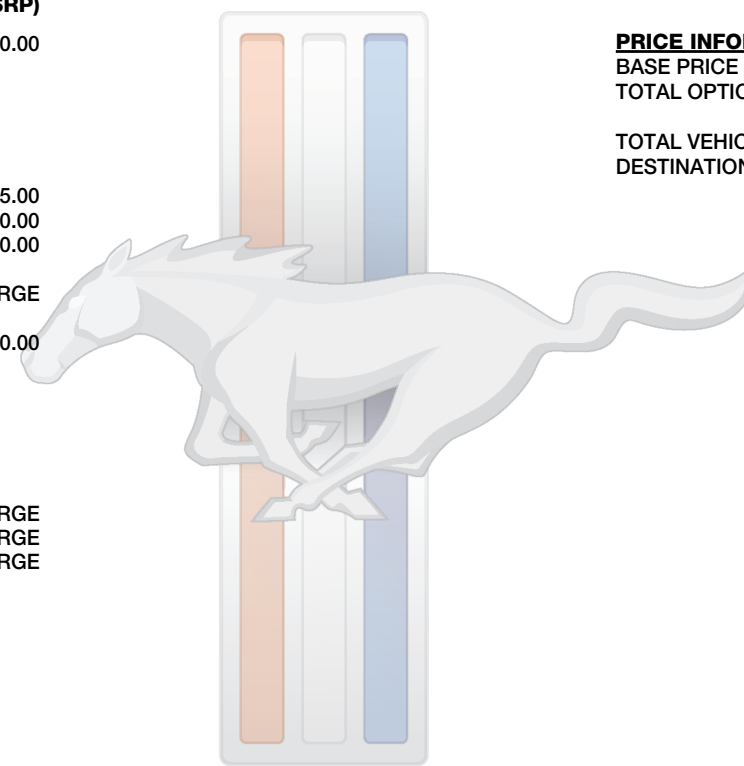 SRP)
0.00
5.00
0.00
0.00
RGE
0.00
RGE
RGE
RGE
PRICE INFO
BASE PRICE
TOTAL OPTIO
TOTAL VEHIC
DESTINATION